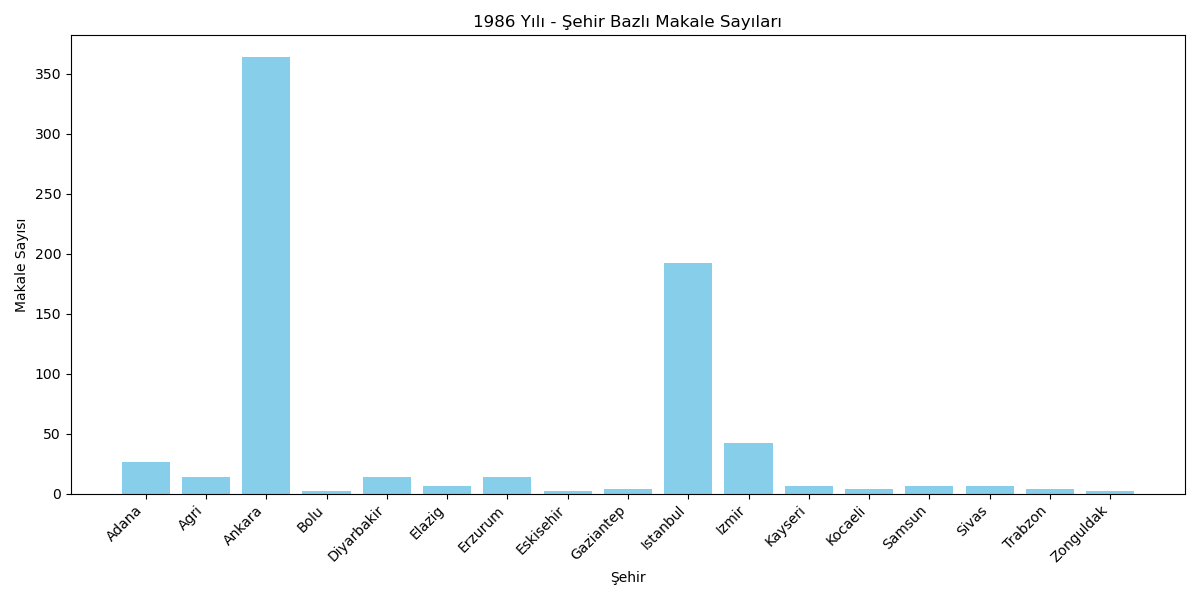 1986 Yılı - Şehir Bazlı Makale Sayıları
Makale Sayısı
350
300
250
200
150
100
50
0
Adana
Agri
Ankara
Bolu
Diyarbakir
Elazig
Erzurum
Eskisehir
Gaziantep
Istanbul
Izmir
Kayseri
Kocaeli
Samsun
Sivas
Trabzon
Zonguldak
Şehir